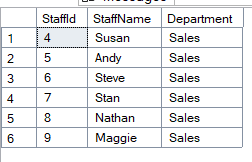 StaffId StaffName Department
1 4 Susan Sales
2 5 Andy Sales
3 6 Steve Sales
4 7 Stan Sales
5 8 Nathan Sales
6 9 Maggie Sales